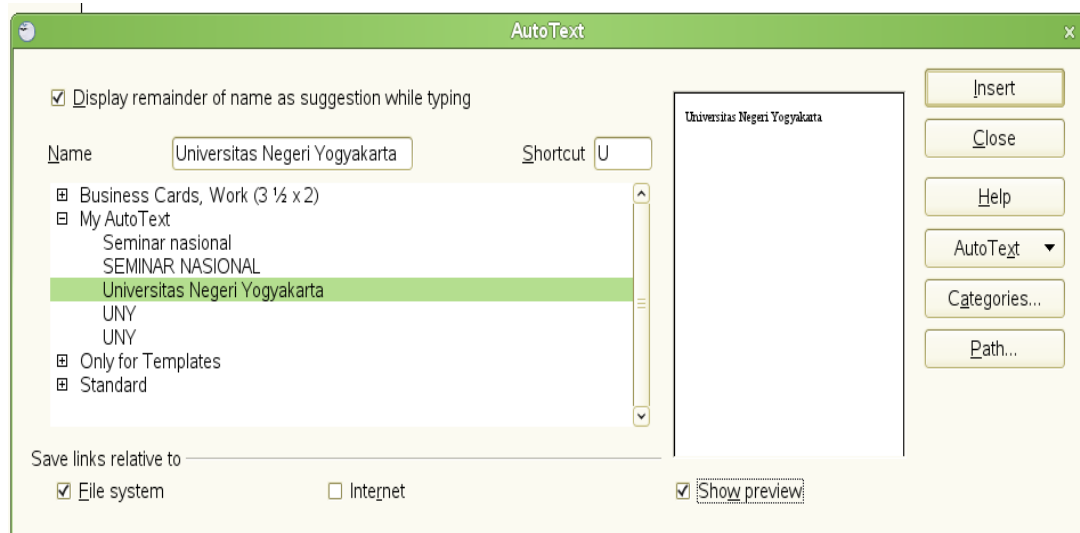 AutoText
Display remainder of name as suggestion while typing
Name Universitas Negeri Yogyakarta Shortcut U
Business Cards, Work (3 ½ x 2)
My AutoText
Seminar nasional
SEMINAR NASIONAL
Universitas Negeri Yogyakarta
UNY
UNY
Only for Templates
Standard
Universitas Negeri Yogyakarta
Insert
Close
Help
AutoText
Categories...
Path...
Save links relative to
File system Internet Show preview